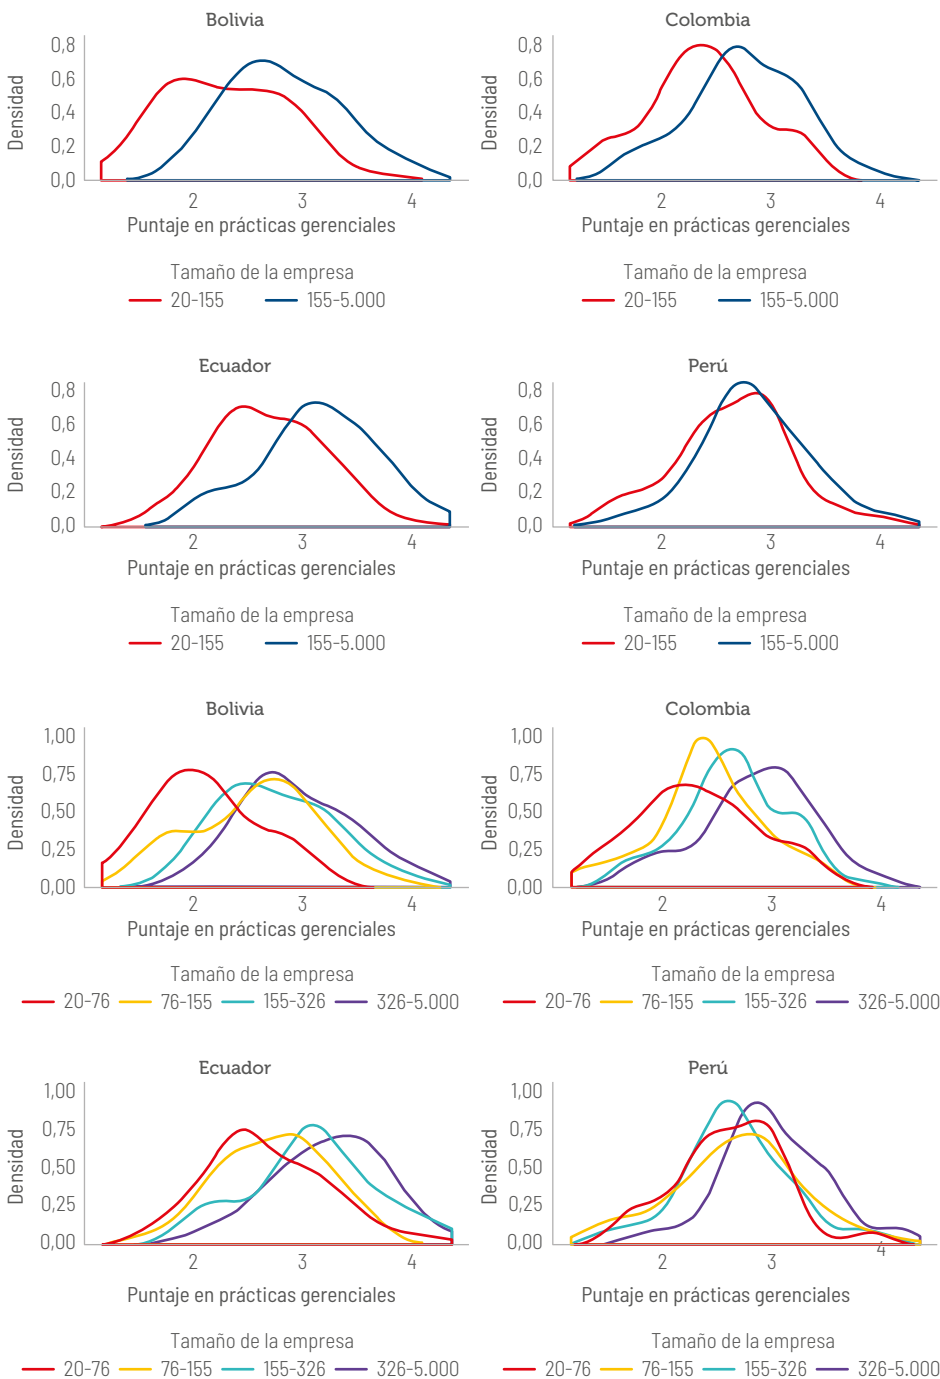 Bolivia
Densidad
0,8
0,6
0,4
0,2
0,0
2 3 4
Puntaje en prácticas gerenciales
Tamaño de la empresa
20-155 155-5.000
Colombia
Densidad
0,8
0,6
0,4
0,2
0,0
2 3 4
Puntaje en prácticas gerenciales
Tamaño de la empresa
20-155 155-5.000
Ecuador
Densidad
0,8
0,6
0,4
0,2
0,0
2 3 4
Puntaje en prácticas gerenciales
Tamaño de la empresa
20-155 155-5.000
Perú
Densidad
0,8
0,6
0,4
0,2
0,0
2 3 4
Puntaje en prácticas gerenciales
Tamaño de la empresa
20-155 155-5.000
Bolivia
Densidad
1,00
0,75
0,50
0,25
0,00
2 3 4
Puntaje en prácticas gerenciales
Tamaño de la empresa
20-76 76-155 155-326 326-5.000
Colombia
Densidad
1,00
0,75
0,50
0,25
0,00
2 3 4
Puntaje en prácticas gerenciales
Tamaño de la empresa
20-76 76-155 155-326 326-5.000
Ecuador
Densidad
1,00
0,75
0,50
0,25
0,00
2 3 4
Puntaje en prácticas gerenciales
Tamaño de la empresa
20-76 76-155 155-326 326-5.000
Perú
Densidad
1,00
0,75
0,50
0,25
0,00
2 3 4
Puntaje en prácticas gerenciales
Tamaño de la empresa
20-76 76-155 155-326 326-5.000